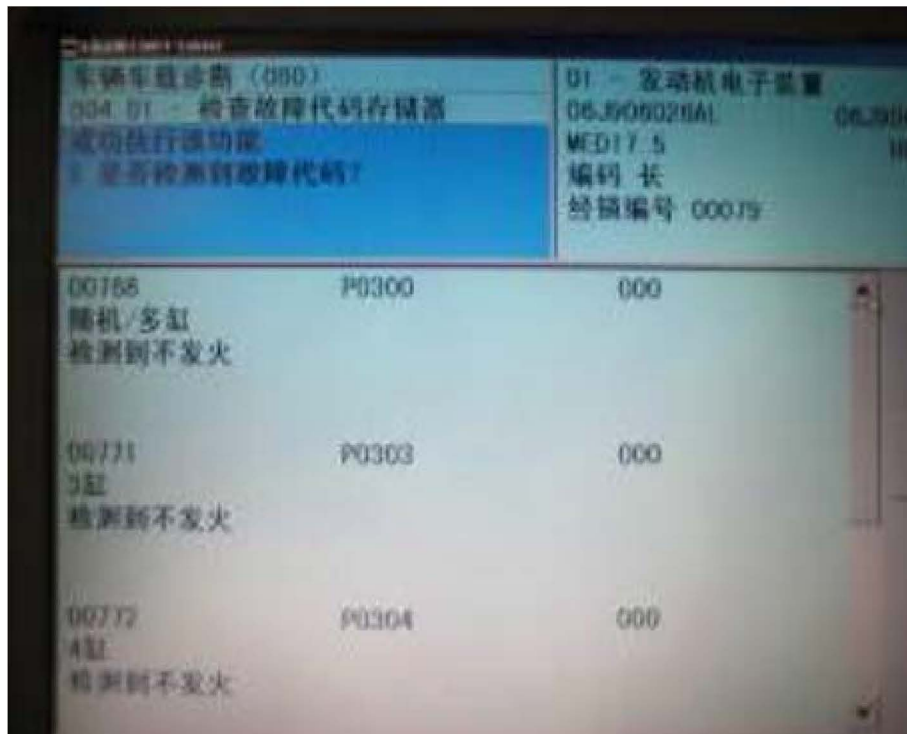 车辆车载诊断 (OBD)
01 - 发动机电子装置
004.01 - 检查故障代码存储器
06J906026AL
成功执行该功能
MED17.5
是否检测到故障代码?
编码 长
经销编号 00079
00768 P0300 000
随机/多缸
检测到不发火
00771 P0303 000
3缸
检测到不发火
00772 P0304 000
4缸
检测到不发火